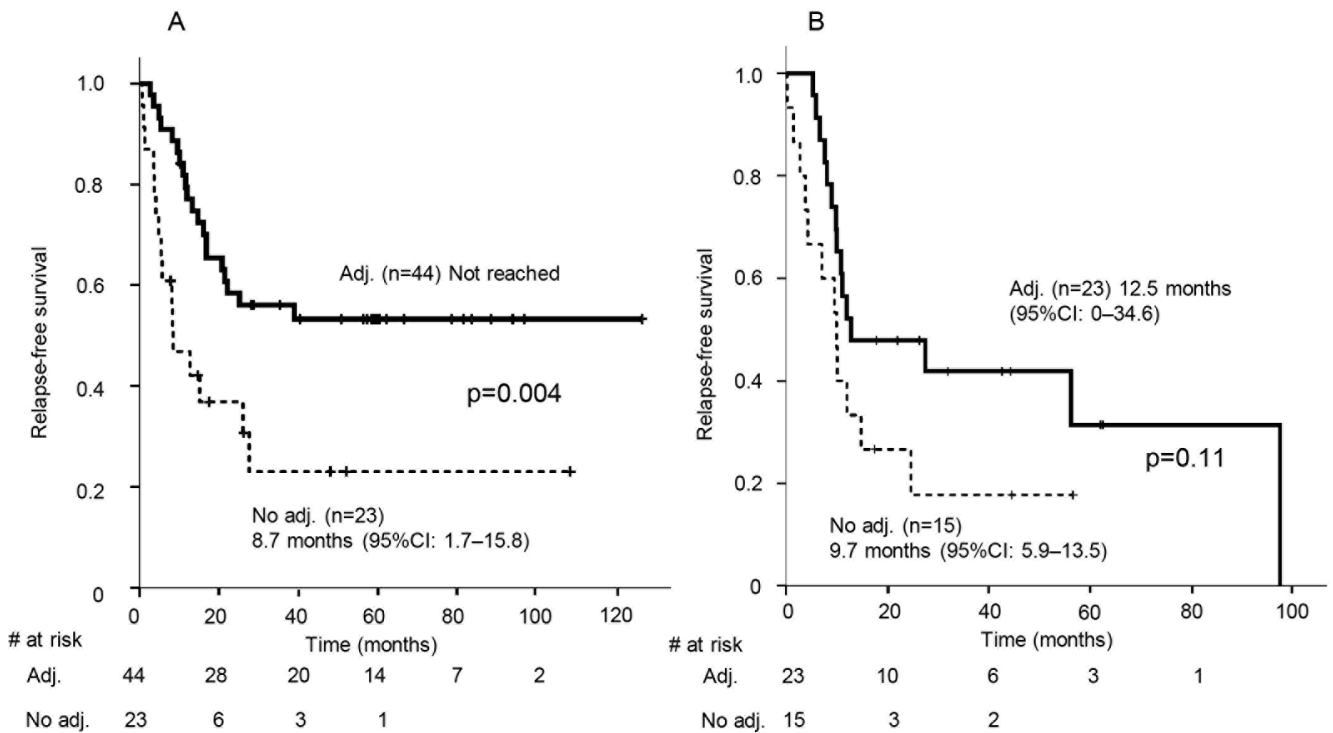 A
Relapse-free survival
1.0
0.8
0.6
0.4
0.2
0
Adj. (n=44) Not reached
p=0.004
No adj. (n=23)
8.7 months (95%CI: 1.7–15.8)
0 20 40 60 80 100 120
Time (months)
# at risk
Adj. 44 28 20 14 7 2
No adj. 23 6 3 1
B
Relapse-free survival
1.0
0.8
0.6
0.4
0.2
0
Adj. (n=23) 12.5 months
(95%CI: 0–34.6)
p=0.11
No adj. (n=15)
9.7 months (95%CI: 5.9–13.5)
0 20 40 60 80 100
Time (months)
# at risk
Adj. 23 10 6 3 1
No adj. 15 3 2